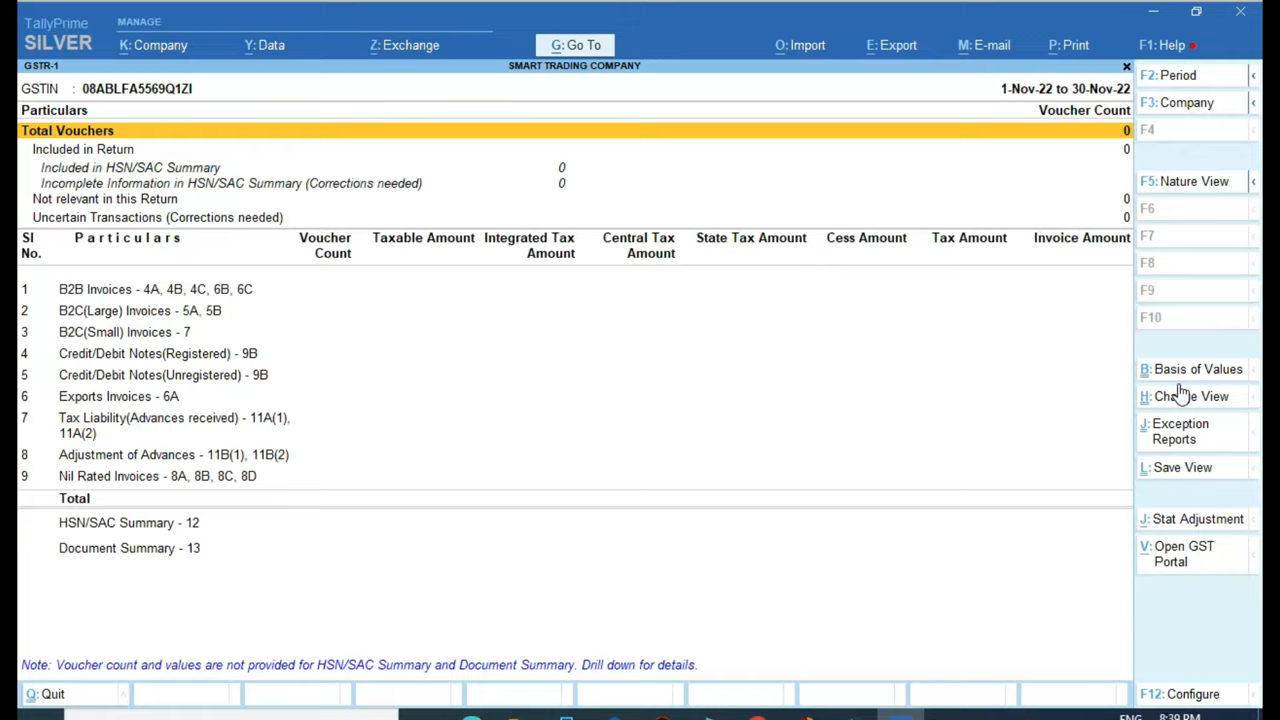 TallyPrime
MANAGE
SILVER
K: Company
Y: Data
Z: Exchange
G: Go To
O: Import
E: Export
M: E-mail
P: Print
F1: Help
GSTR-1
SMART TRADING COMPANY
x
GSTIN : 08ABLFA5569Q1ZI
1-Nov-22 to 30-Nov-22
Particulars
Voucher Count
Total Vouchers 0
Included in Return 0
Included in HSN/SAC Summary 0
Incomplete Information in HSN/SAC Summary (Corrections needed) 0
Not relevant in this Return 0
Uncertain Transactions (Corrections needed) 0
Sl Particulars Voucher Taxable Amount Integrated Tax Central Tax State Tax Amount Cess Amount Tax Amount Invoice Amount
No. Count Amount Amount
1 B2B Invoices - 4A, 4B, 4C, 6B, 6C
2 B2C(Large) Invoices - 5A, 5B
3 B2C(Small) Invoices - 7
4 Credit/Debit Notes(Registered) - 9B
5 Credit/Debit Notes(Unregistered) - 9B
6 Exports Invoices - 6A
7 Tax Liability(Advances received) - 11A(1),
11A(2)
8 Adjustment of Advances - 11B(1), 11B(2)
9 Nil Rated Invoices - 8A, 8B, 8C, 8D
Total
HSN/SAC Summary - 12
Document Summary - 13
Note: Voucher count and values are not provided for HSN/SAC Summary and Document Summary. Drill down for details.
Q: Quit
F2: Period
F3: Company
F4
F5: Nature View
F6
F7
F8
F9
F10
B: Basis of Values
H: Change View
J: Exception
Reports
L: Save View
J: Stat Adjustment
V: Open GST
Portal
F12: Configure
ENG 8:39 PM